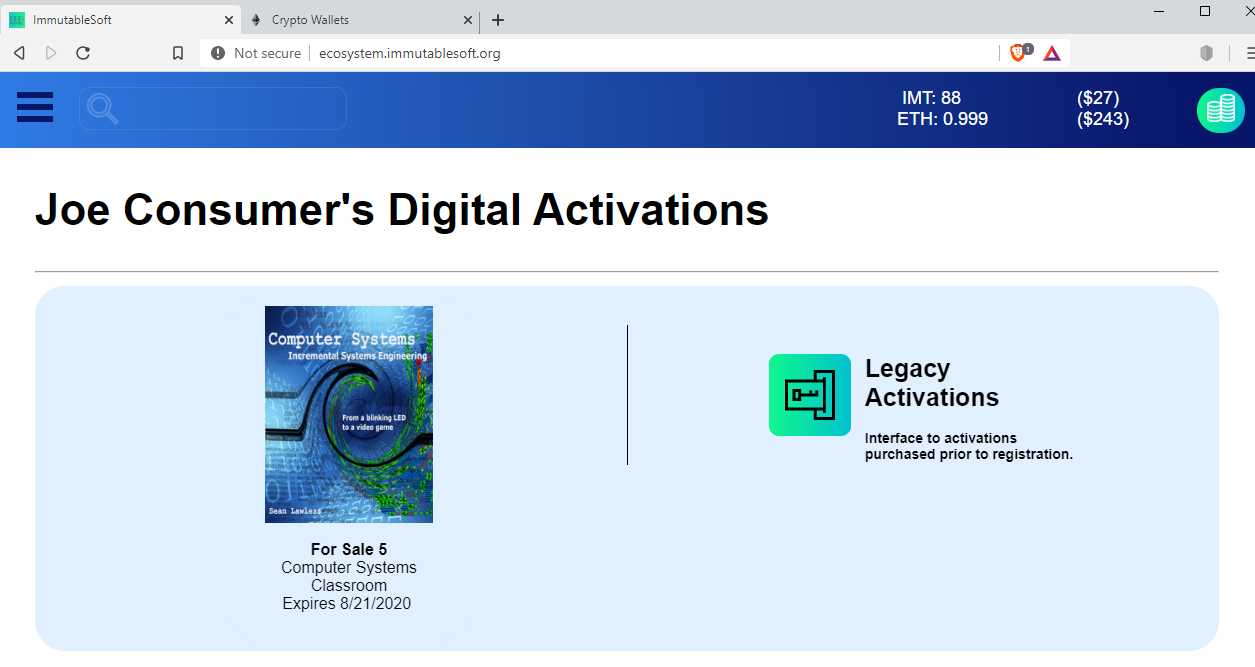 ImmutableSoft
Crypto Wallets
Not secure
ecosystem.immutablesoft.org
1
IMT: 88 ($27)
ETH: 0.999 ($243)
Joe Consumer's Digital Activations
Computer Systems
Incremental Systems Engineering
From a blinking LED
to a video game
Sean Lawless
For Sale 5
Computer Systems
Classroom
Expires 8/21/2020
Legacy
Activations
Interface to activations
purchased prior to registration.